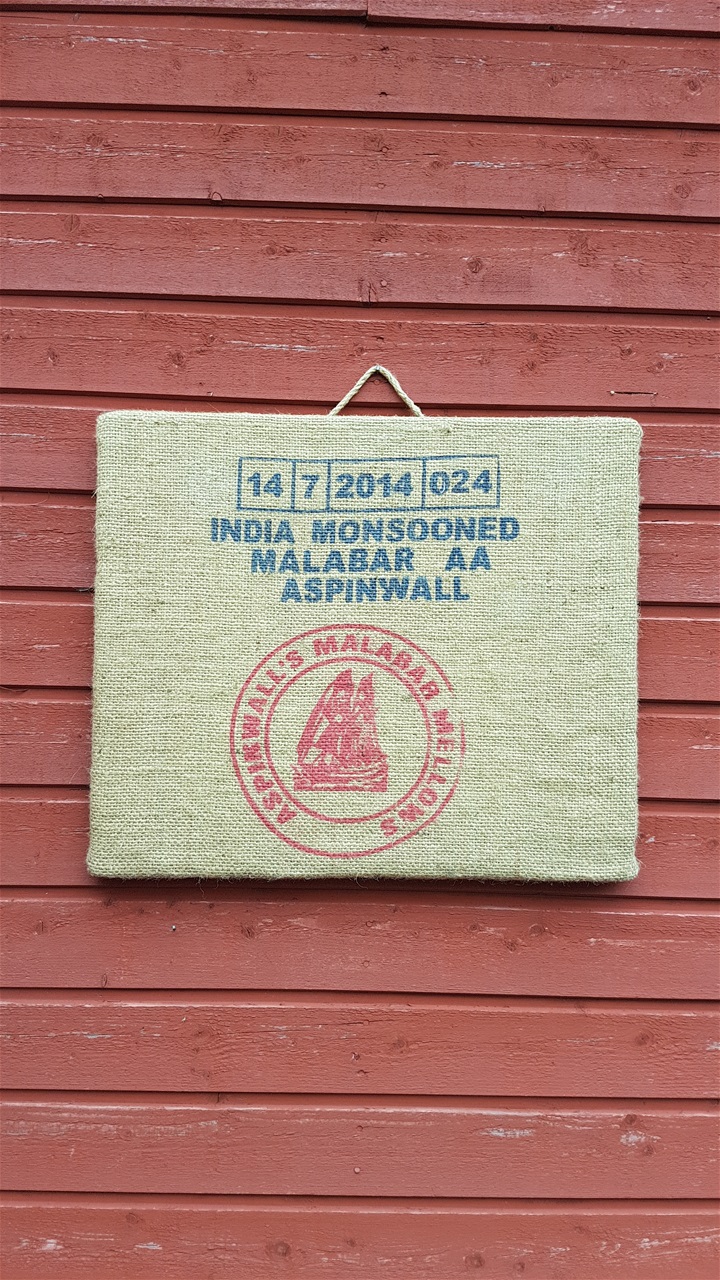 14 7 2014 024
INDIA MONSOONED
MALABAR AA
ASPINWALL
ASPINWALL'S MALABAR MELLOWS